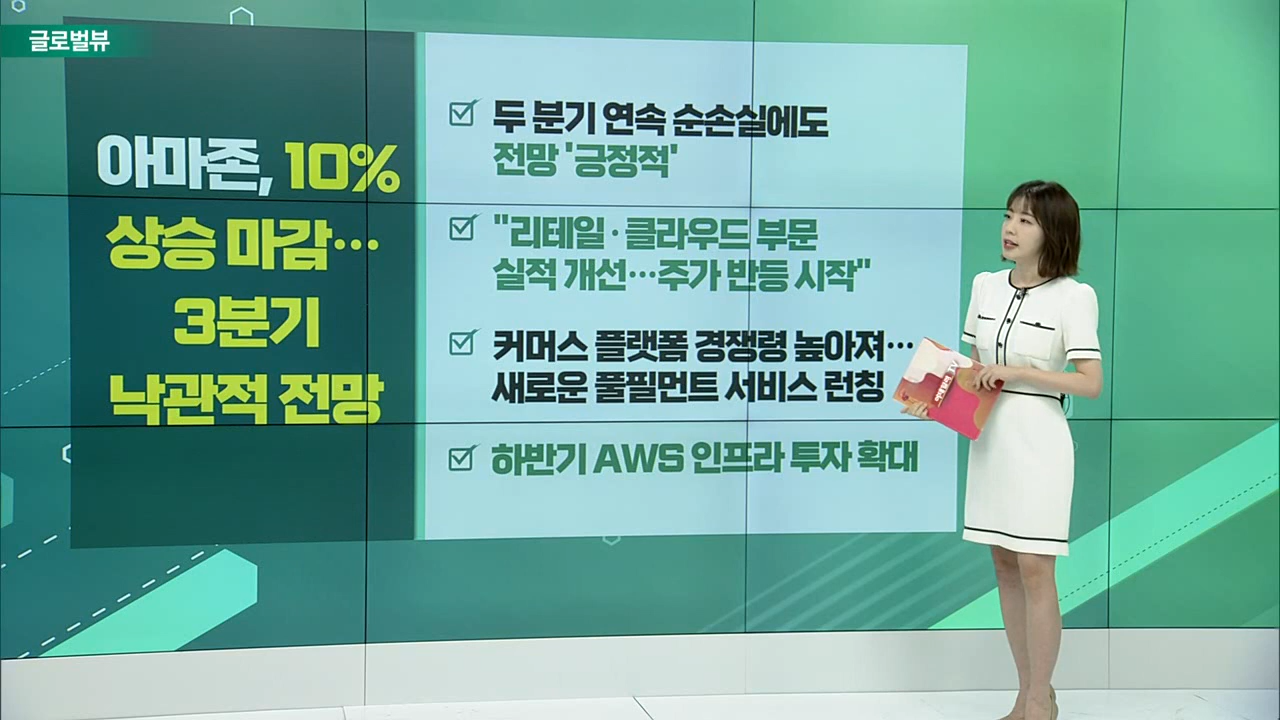 글로벌뷰
아마존, 10%
상승 마감…
3분기
낙관적 전망
두 분기 연속 순손실에도
전망 '긍정적'
"리테일·클라우드 부문
실적 개선…주가 반등 시작"
커머스 플랫폼 경쟁령 높아져…
새로운 풀필먼트 서비스 런칭
하반기 AWS 인프라 투자 확대